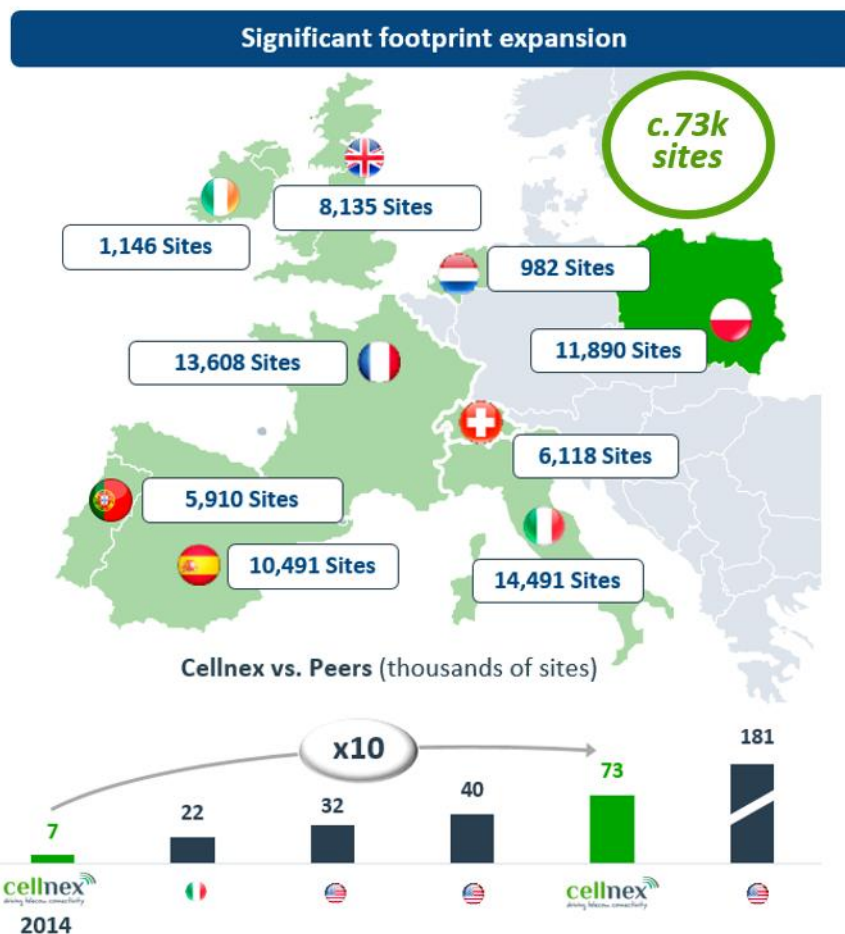 Significant footprint expansion
c.73k
sites
8,135 Sites
1,146 Sites
982 Sites
11,890 Sites
13,608 Sites
6,118 Sites
5,910 Sites
10,491 Sites
14,491 Sites
Cellnex vs. Peers (thousands of sites)
x10
7
22
32
40
73
181
cellnex
driving telecom connectivity
cellnex
driving telecom connectivity
2014